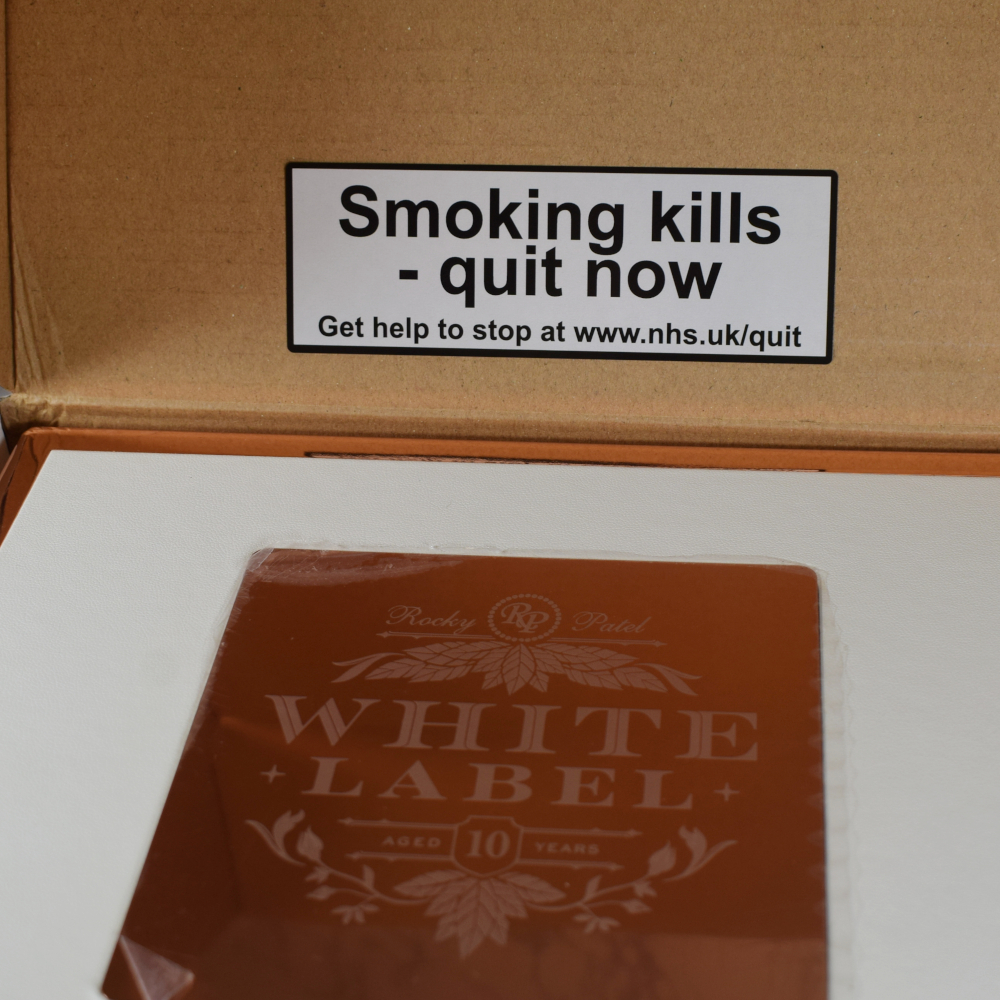 Smoking kills
- quit now
Get help to stop at www.nhs.uk/quit
Rocky RP Patel
WHITE
LABEL
AGED 10 YEARS